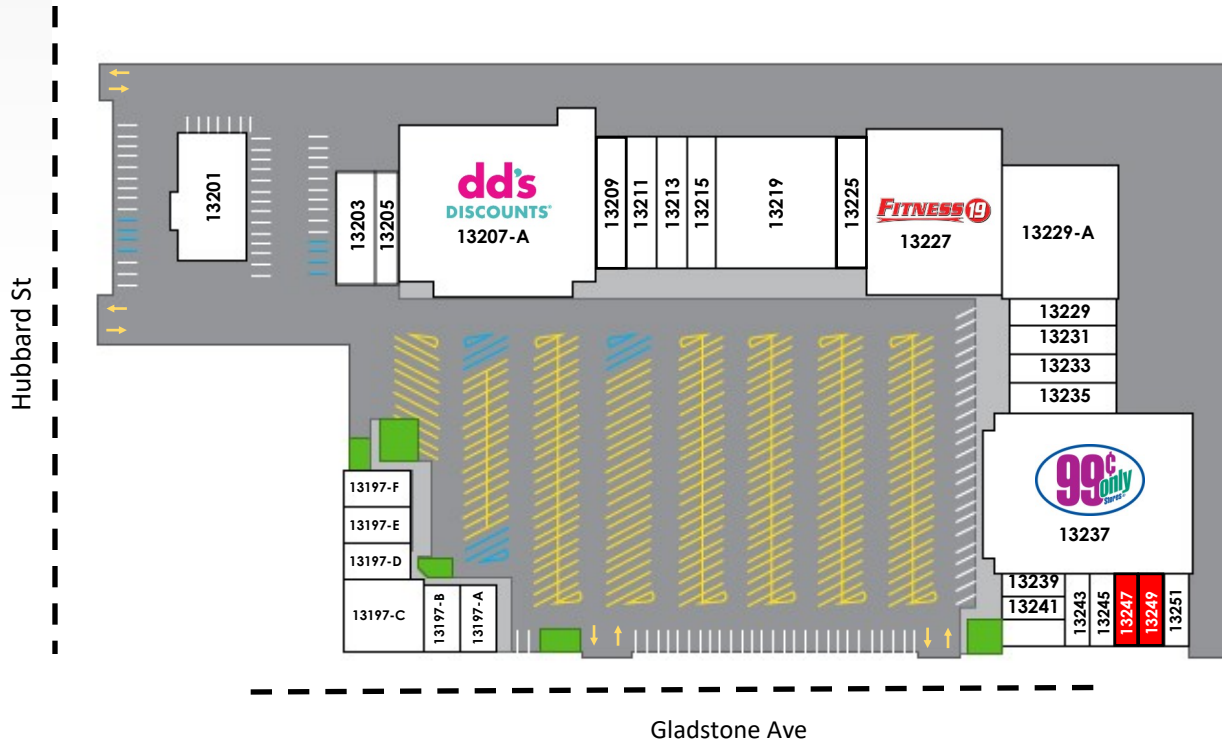 Hubbard St
13201
13203
13205
dd's
DISCOUNTS®
13207-A
13209
13211
13213
13215
13219
13225
FITNESS 19
13227
13229-A
13229
13231
13233
13235
99¢
only
Stores®
13237
13239
13241
13243
13245
13247
13249
13251
13197-F
13197-E
13197-D
13197-C
13197-B
13197-A
Gladstone Ave